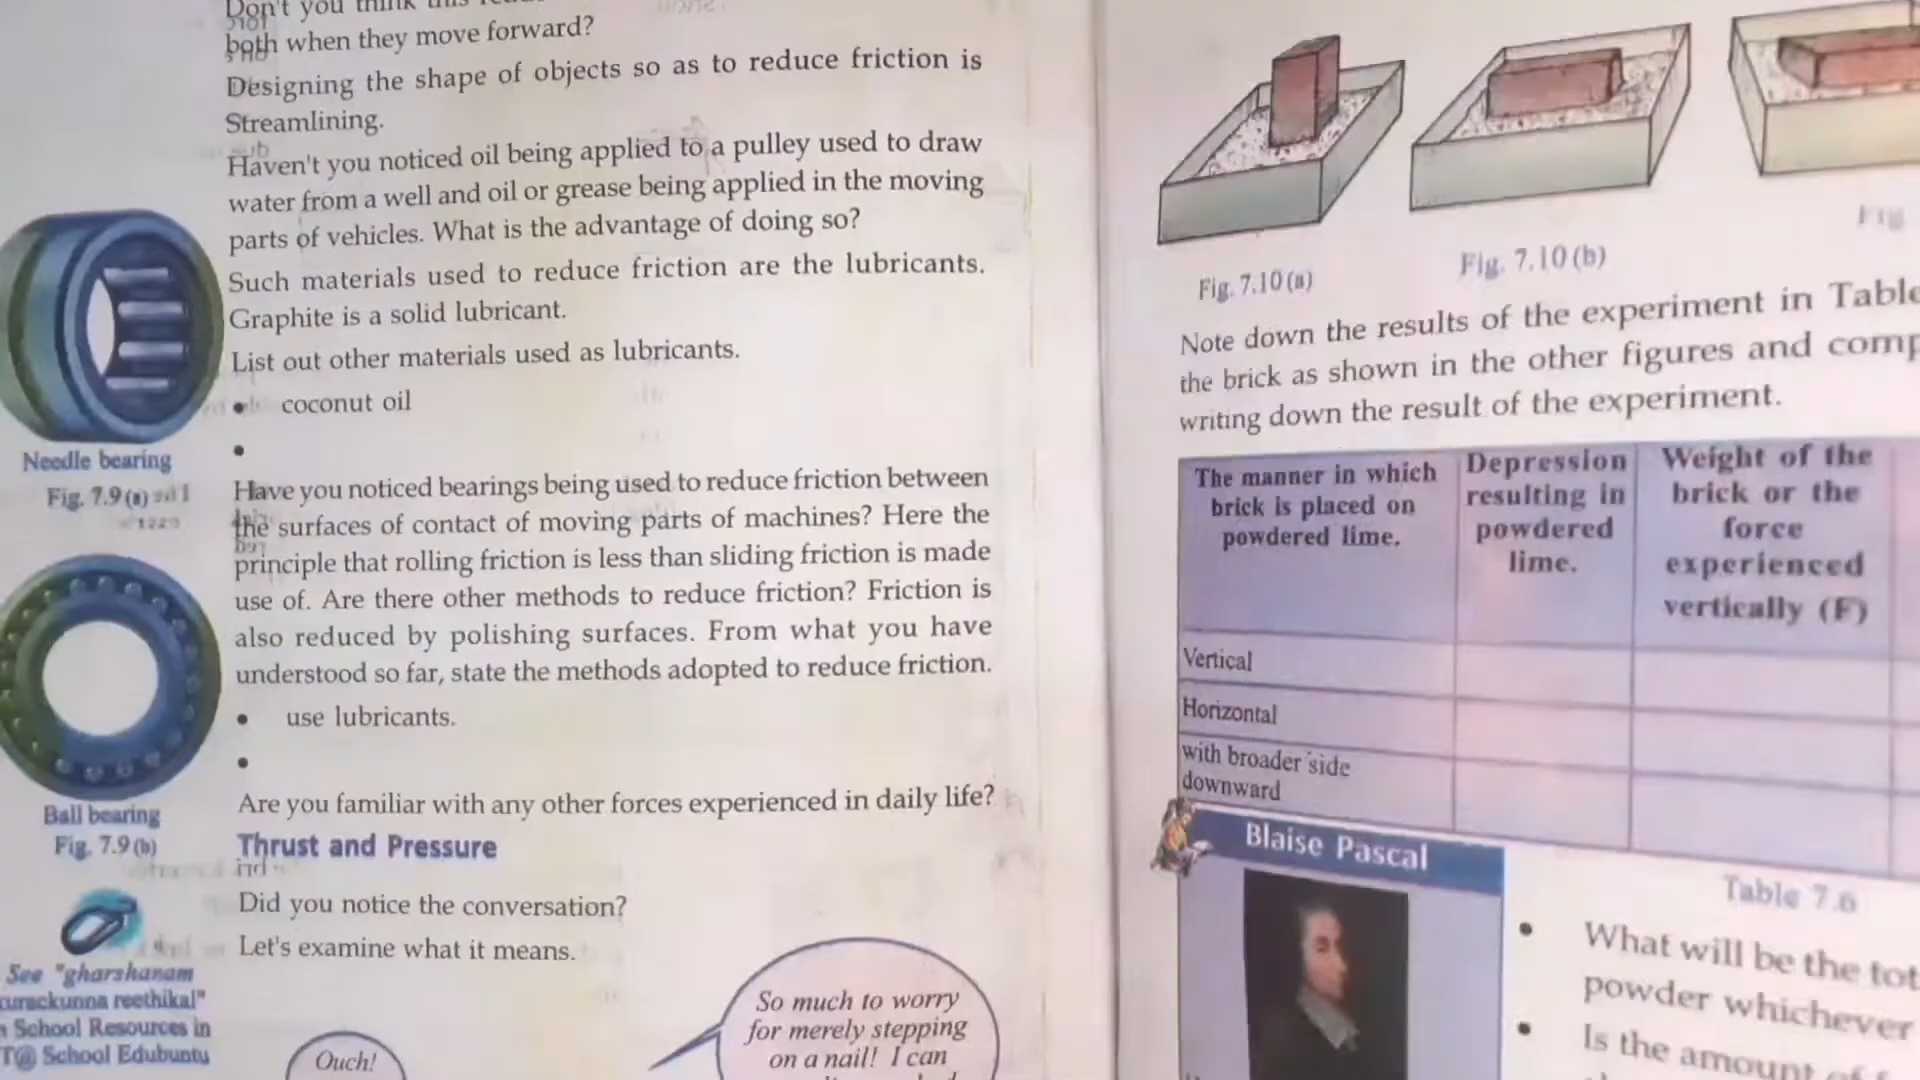 Don't you think this
both when they move forward?
Designing the shape of objects so as to reduce friction is
Streamlining.
Haven't you noticed oil being applied to a pulley used to draw
water from a well and oil or grease being applied in the moving
parts of vehicles. What is the advantage of doing so?
Such materials used to reduce friction are the lubricants.
Graphite is a solid lubricant.
List out other materials used as lubricants.
• coconut oil
•
Needle bearing
Fig. 7.9 (a)
Have you noticed bearings being used to reduce friction between
the surfaces of contact of moving parts of machines? Here the
principle that rolling friction is less than sliding friction is made
use of. Are there other methods to reduce friction? Friction is
also reduced by polishing surfaces. From what you have
understood so far, state the methods adopted to reduce friction.
• use lubricants.
•
Ball bearing
Fig. 7.9 (b)
Are you familiar with any other forces experienced in daily life?
Thrust and Pressure
Did you notice the conversation?
Let's examine what it means.
See "gharshanam
kunna reethikal"
School Resources in
School Edubuntu
Ouch!
So much to worry
for merely stepping
on a nail! I can
Fig. 7.10 (a)
Fig. 7.10 (b)
Fig
Note down the results of the experiment in Table
the brick as shown in the other figures and comp
writing down the result of the experiment.
The manner in which
brick is placed on
powdered lime.
Depression
resulting in
powdered
lime.
Weight of the
brick or the
force
experienced
vertically (F)
Vertical
Horizontal
with broader side
downward
Table 7.6
Blaise Pascal
• What will be the tot
powder whichever
• Is the amount of